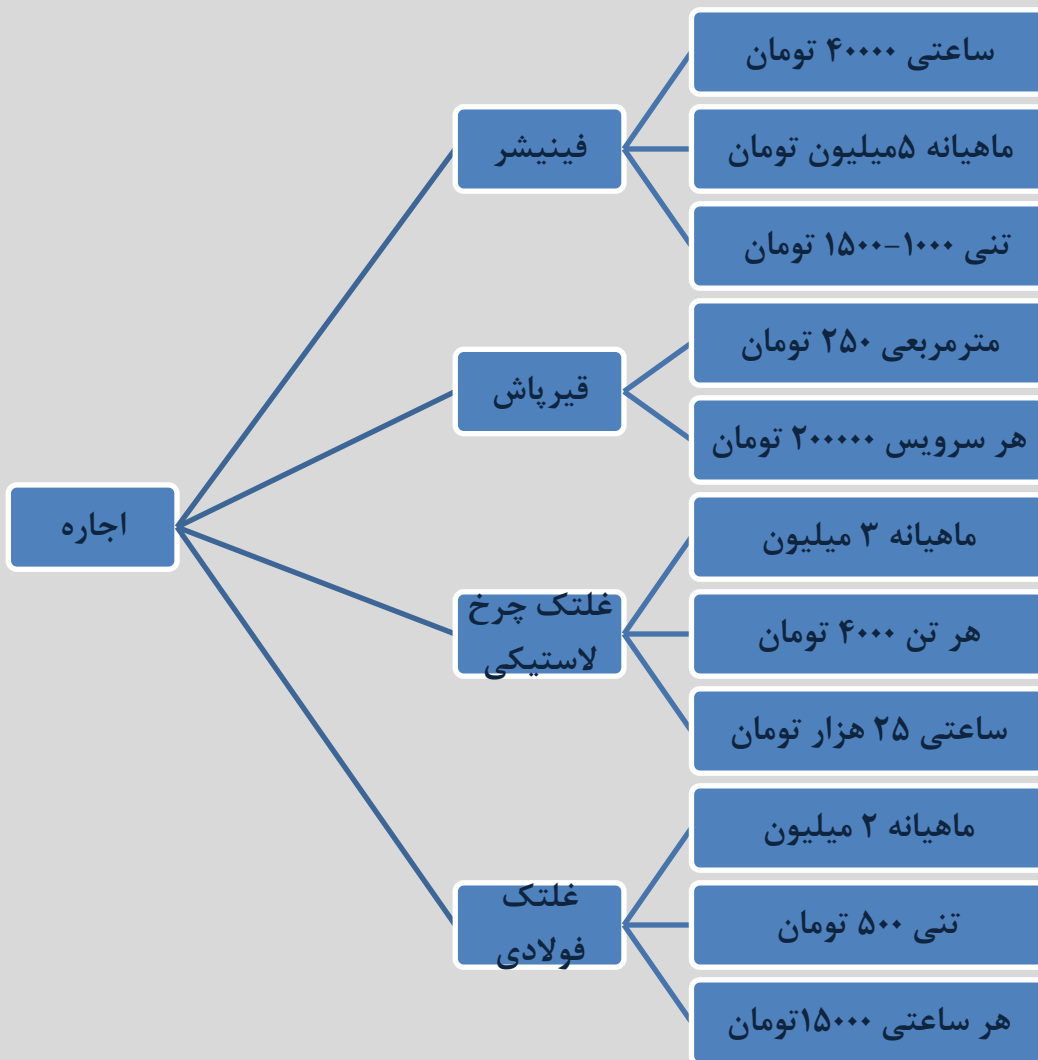 اجاره
فینیشر
ساعتی ۴۰۰۰۰ تومان
ماهیانه ۵میلیون تومان
تنی ۱۰۰۰-۱۵۰۰ تومان
قیرپاش
مترمربعی ۲۵۰ تومان
هر سرویس ۲۰۰۰۰۰ تومان
غلتک چرخ
لاستیکی
ماهیانه ۳ میلیون
هر تن ۴۰۰۰ تومان
ساعتی ۲۵ هزار تومان
غلتک
فولادی
ماهیانه ۲ میلیون
تنی ۵۰۰ تومان
هر ساعتی ۱۵۰۰۰تومان